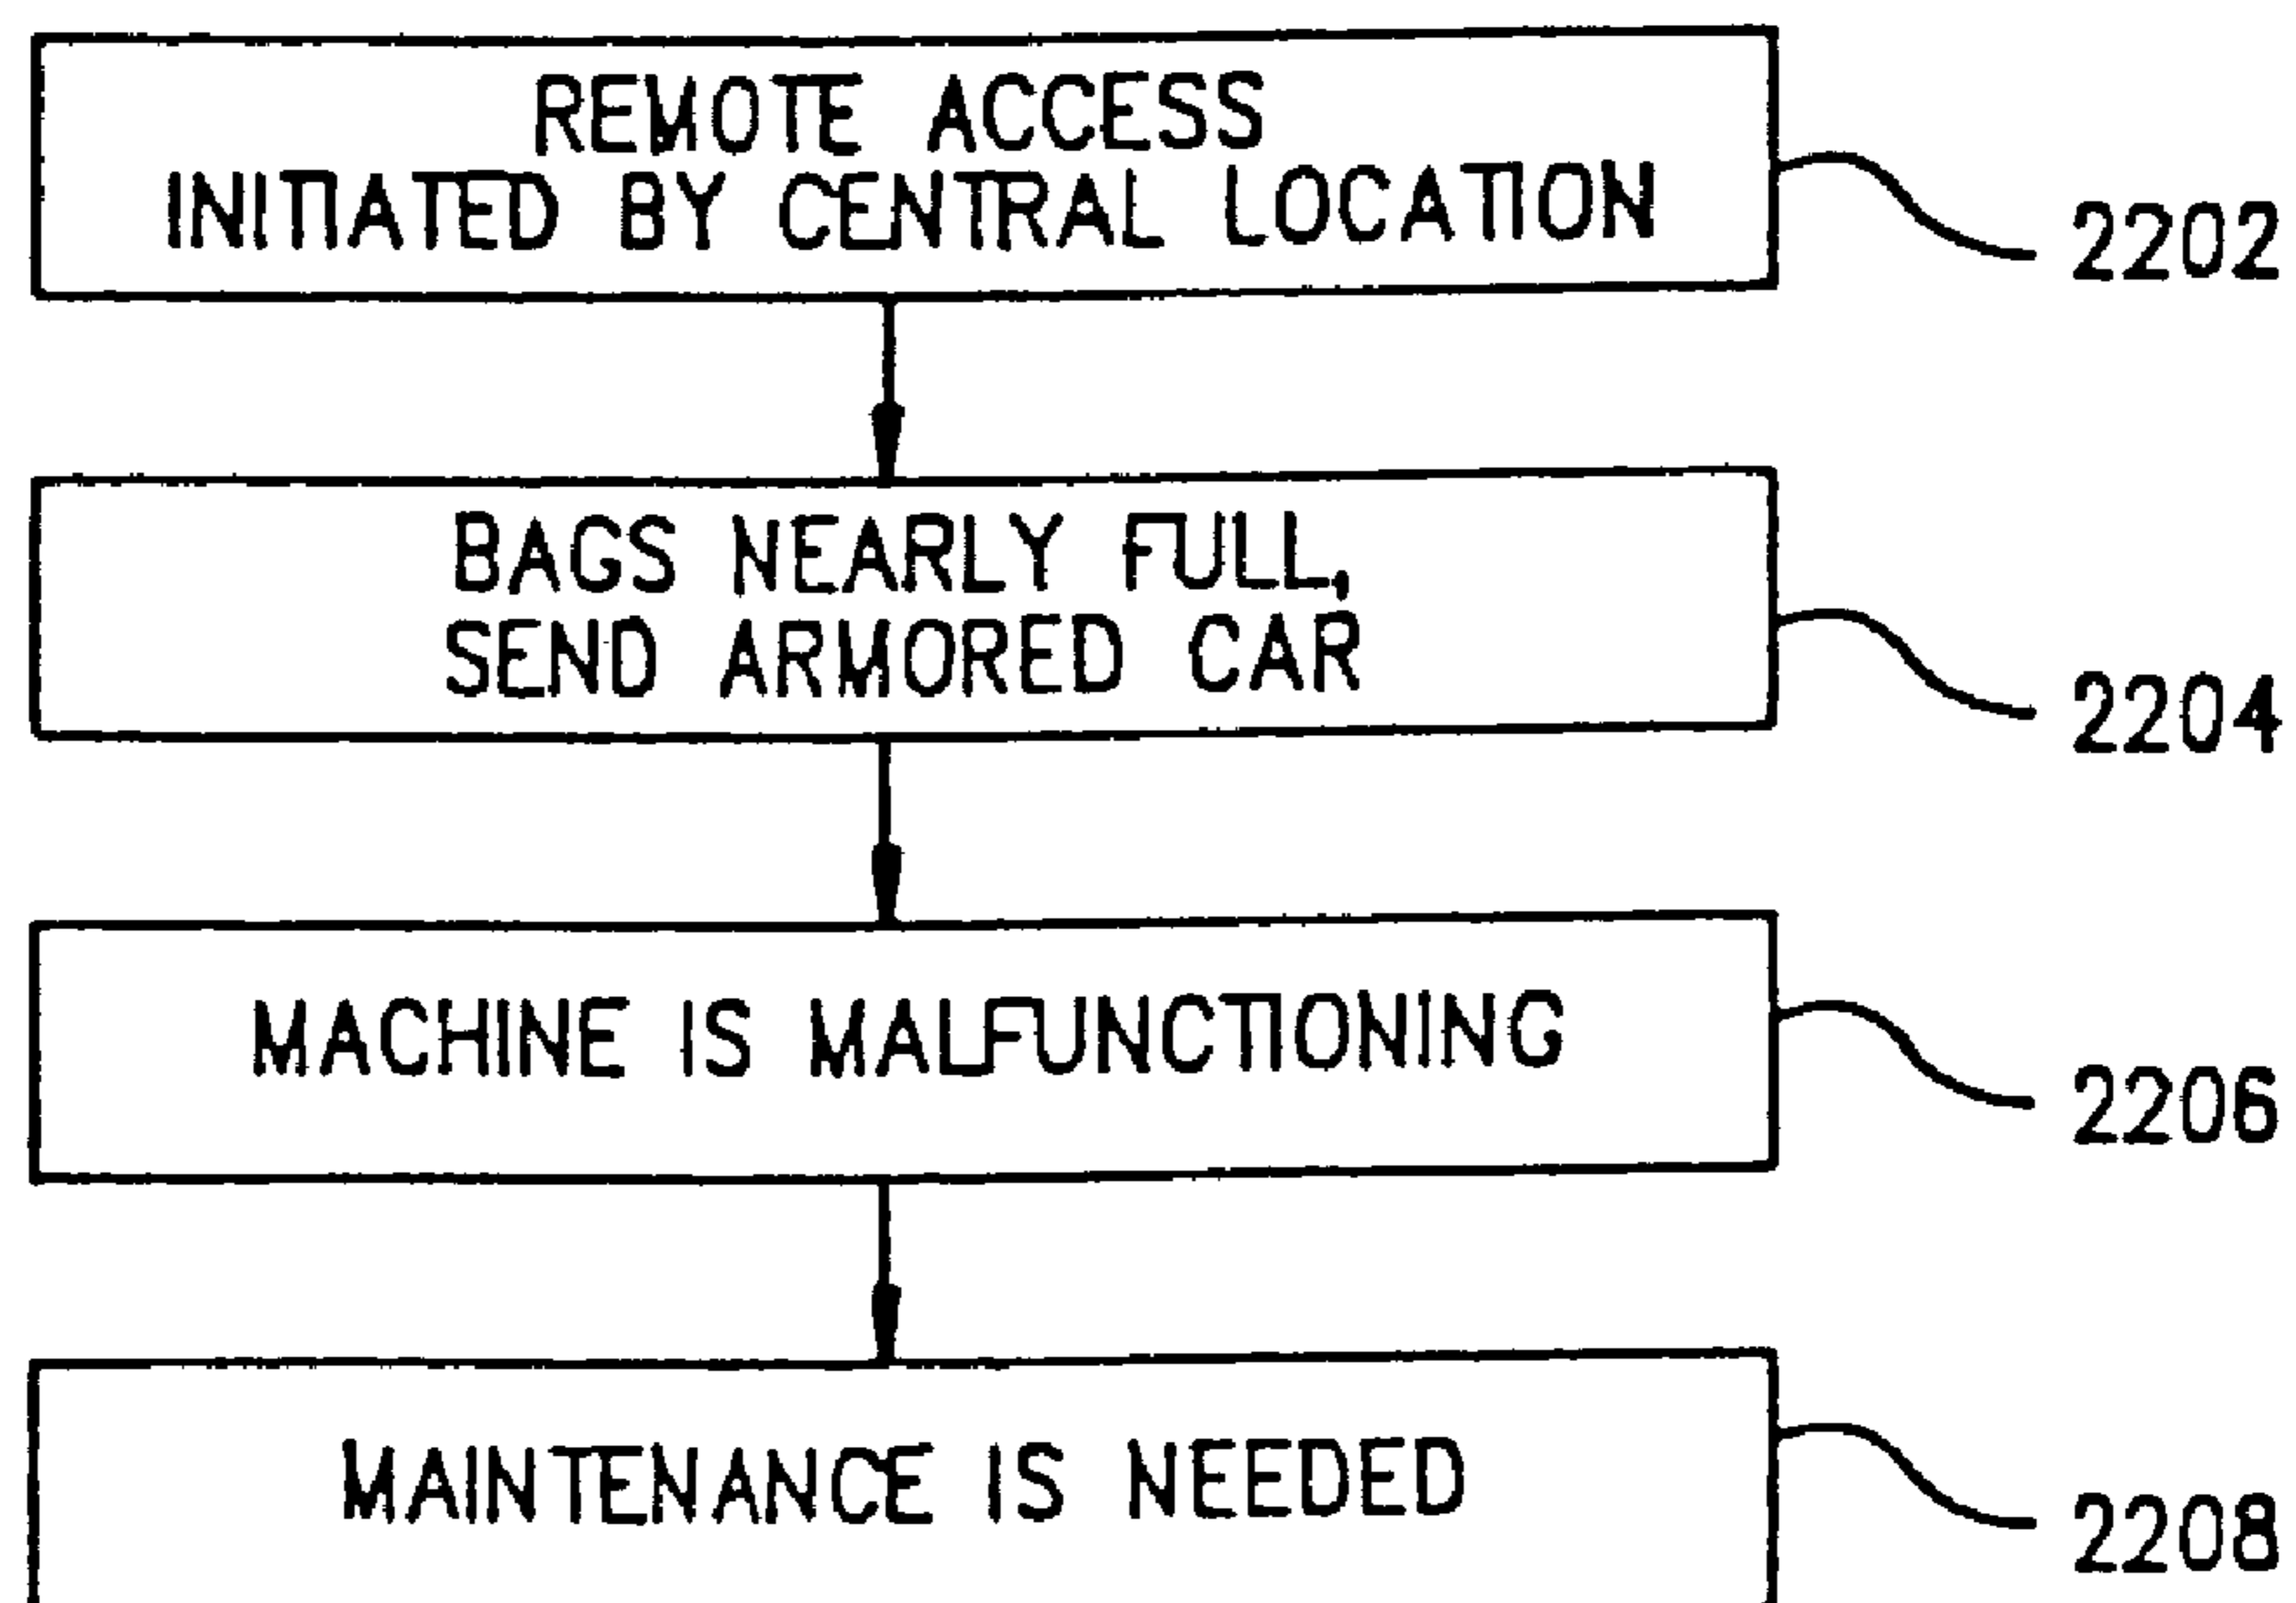 REMOTE ACCESS
INITIATED BY CENTRAL LOCATION
2202
BAGS NEARLY FULL,
SEND ARMORED CAR
2204
MACHINE IS MALFUNCTIONING
2206
MAINTENANCE IS NEEDED
2208